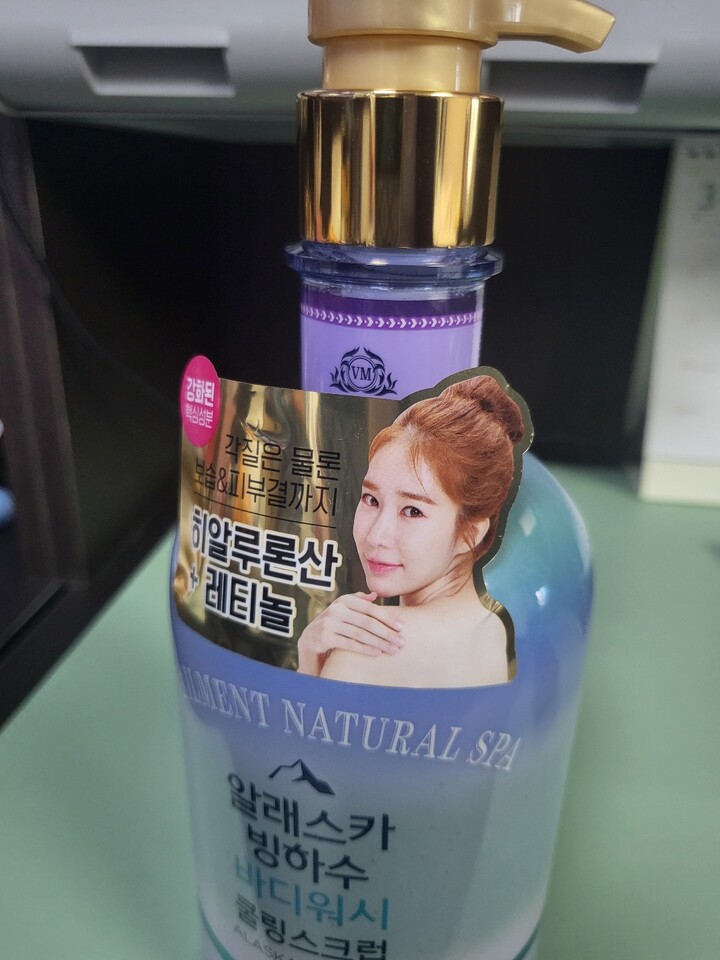 VM
강화된
핵심성분
각질은 물론
보습&피부결까지
히알루론산
+
레티놀
NATURAL SPA
알래스카
빙하수
바디워시
쿨링스크럽